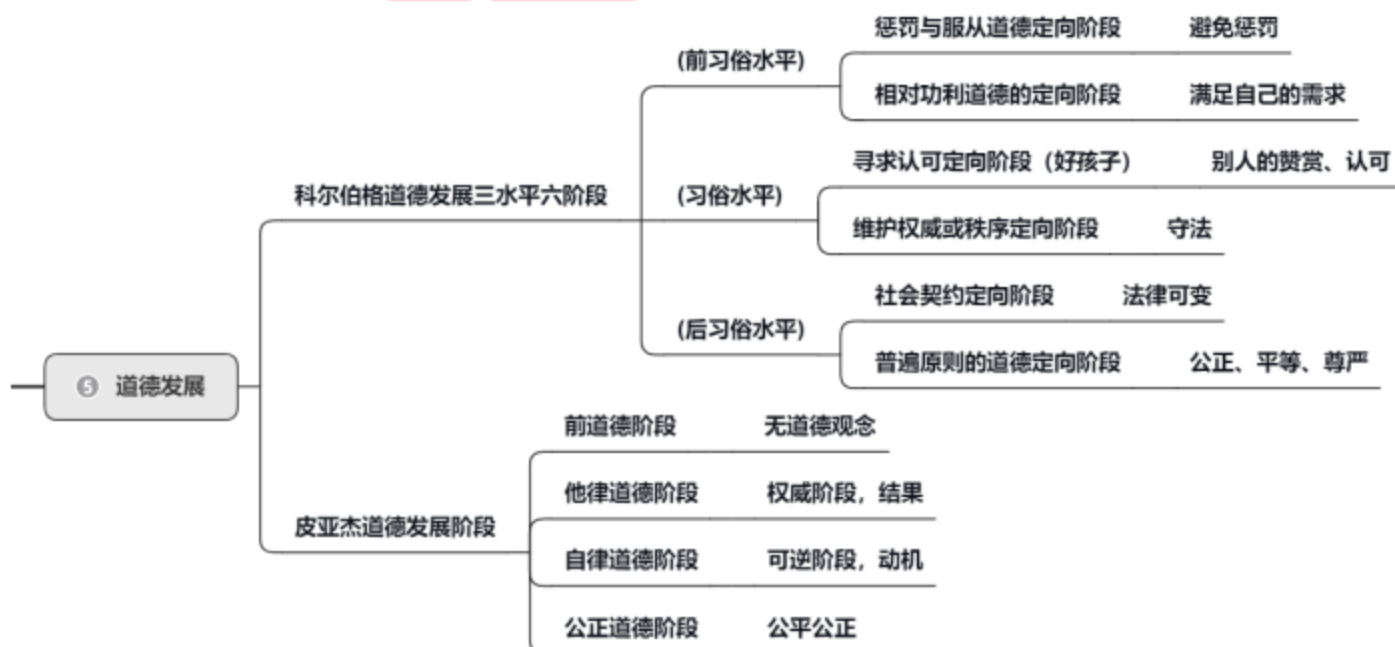 (前习俗水平)
惩罚与服从道德定向阶段 避免惩罚
相对功利道德的定向阶段 满足自己的需求
科尔伯格道德发展三水平六阶段
(习俗水平)
寻求认可定向阶段（好孩子） 别人的赞赏、认可
维护权威或秩序定向阶段 守法
(后习俗水平)
社会契约定向阶段 法律可变
普遍原则的道德定向阶段 公正、平等、尊严
5 道德发展
皮亚杰道德发展阶段
前道德阶段 无道德观念
他律道德阶段 权威阶段，结果
自律道德阶段 可逆阶段，动机
公正道德阶段 公平公正